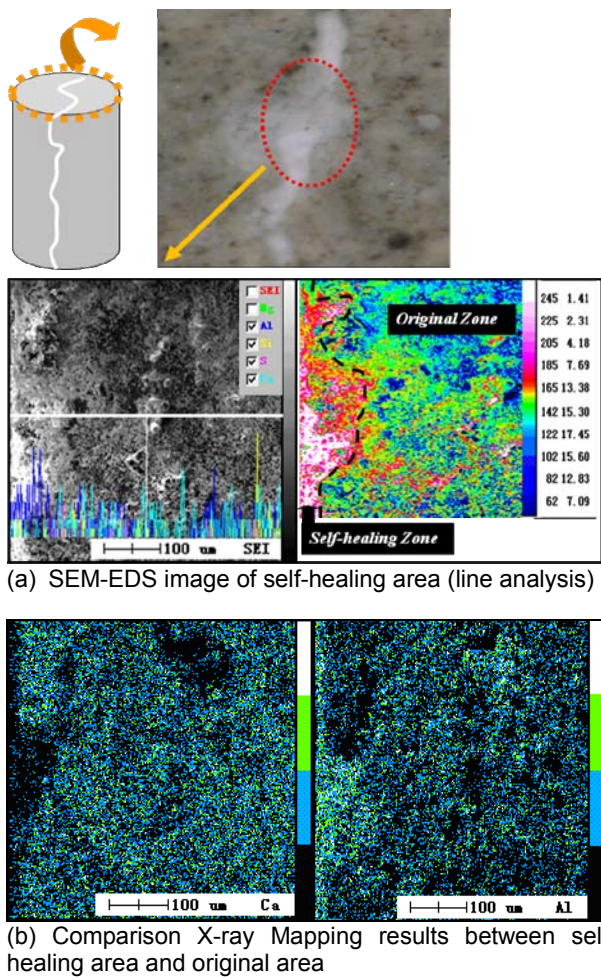 SEI
Mg
Al
Si
S
Ca
100 um SEI
Original Zone
Self-healing Zone
245 1.41
225 2.31
205 4.18
185 7.69
165 13.38
142 15.30
122 17.45
102 15.60
82 12.83
62 7.09
(a) SEM-EDS image of self-healing area (line analysis)
100 um Ca
100 um Al
(b) Comparison X-ray Mapping results between sel
healing area and original area